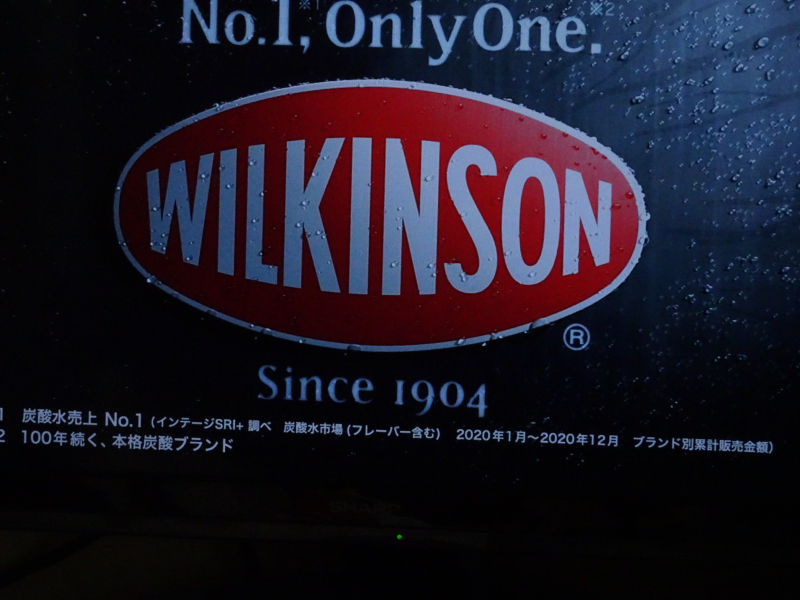 No.1,※1 Only One.※2
WILKINSON
®
Since 1904
1 炭酸水売上 No.1 (インテージSRI+ 調べ 炭酸水市場 (フレーバー含む) 2020年1月～2020年12月 ブランド別累計販売金額)
2 100年続く、本格炭酸ブランド
SHARP